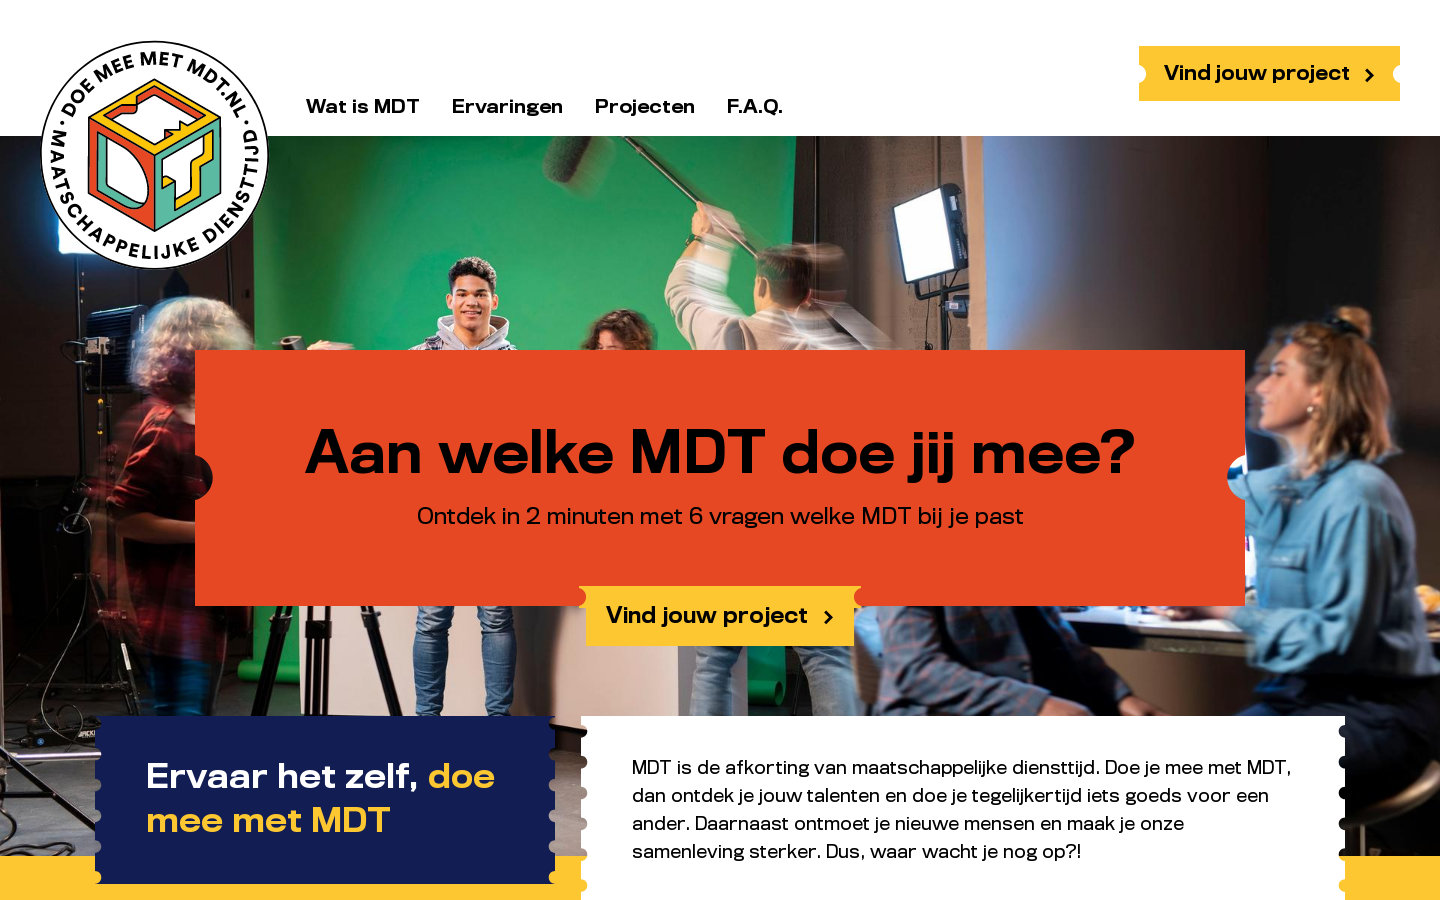 DOE MEE MET MDT.NL
MAATSCHAPPELIJKE DIENSTTIJD
Wat is MDT
Ervaringen
Projecten
F.A.Q.
Vind jouw project
Aan welke MDT doe jij mee?
Ontdek in 2 minuten met 6 vragen welke MDT bij je past
Vind jouw project
Ervaar het zelf, doe
mee met MDT
MDT is de afkorting van maatschappelijke diensttijd. Doe je mee met MDT,
dan ontdek je jouw talenten en doe je tegelijkertijd iets goeds voor een
ander. Daarnaast ontmoet je nieuwe mensen en maak je onze
samenleving sterker. Dus, waar wacht je nog op?!